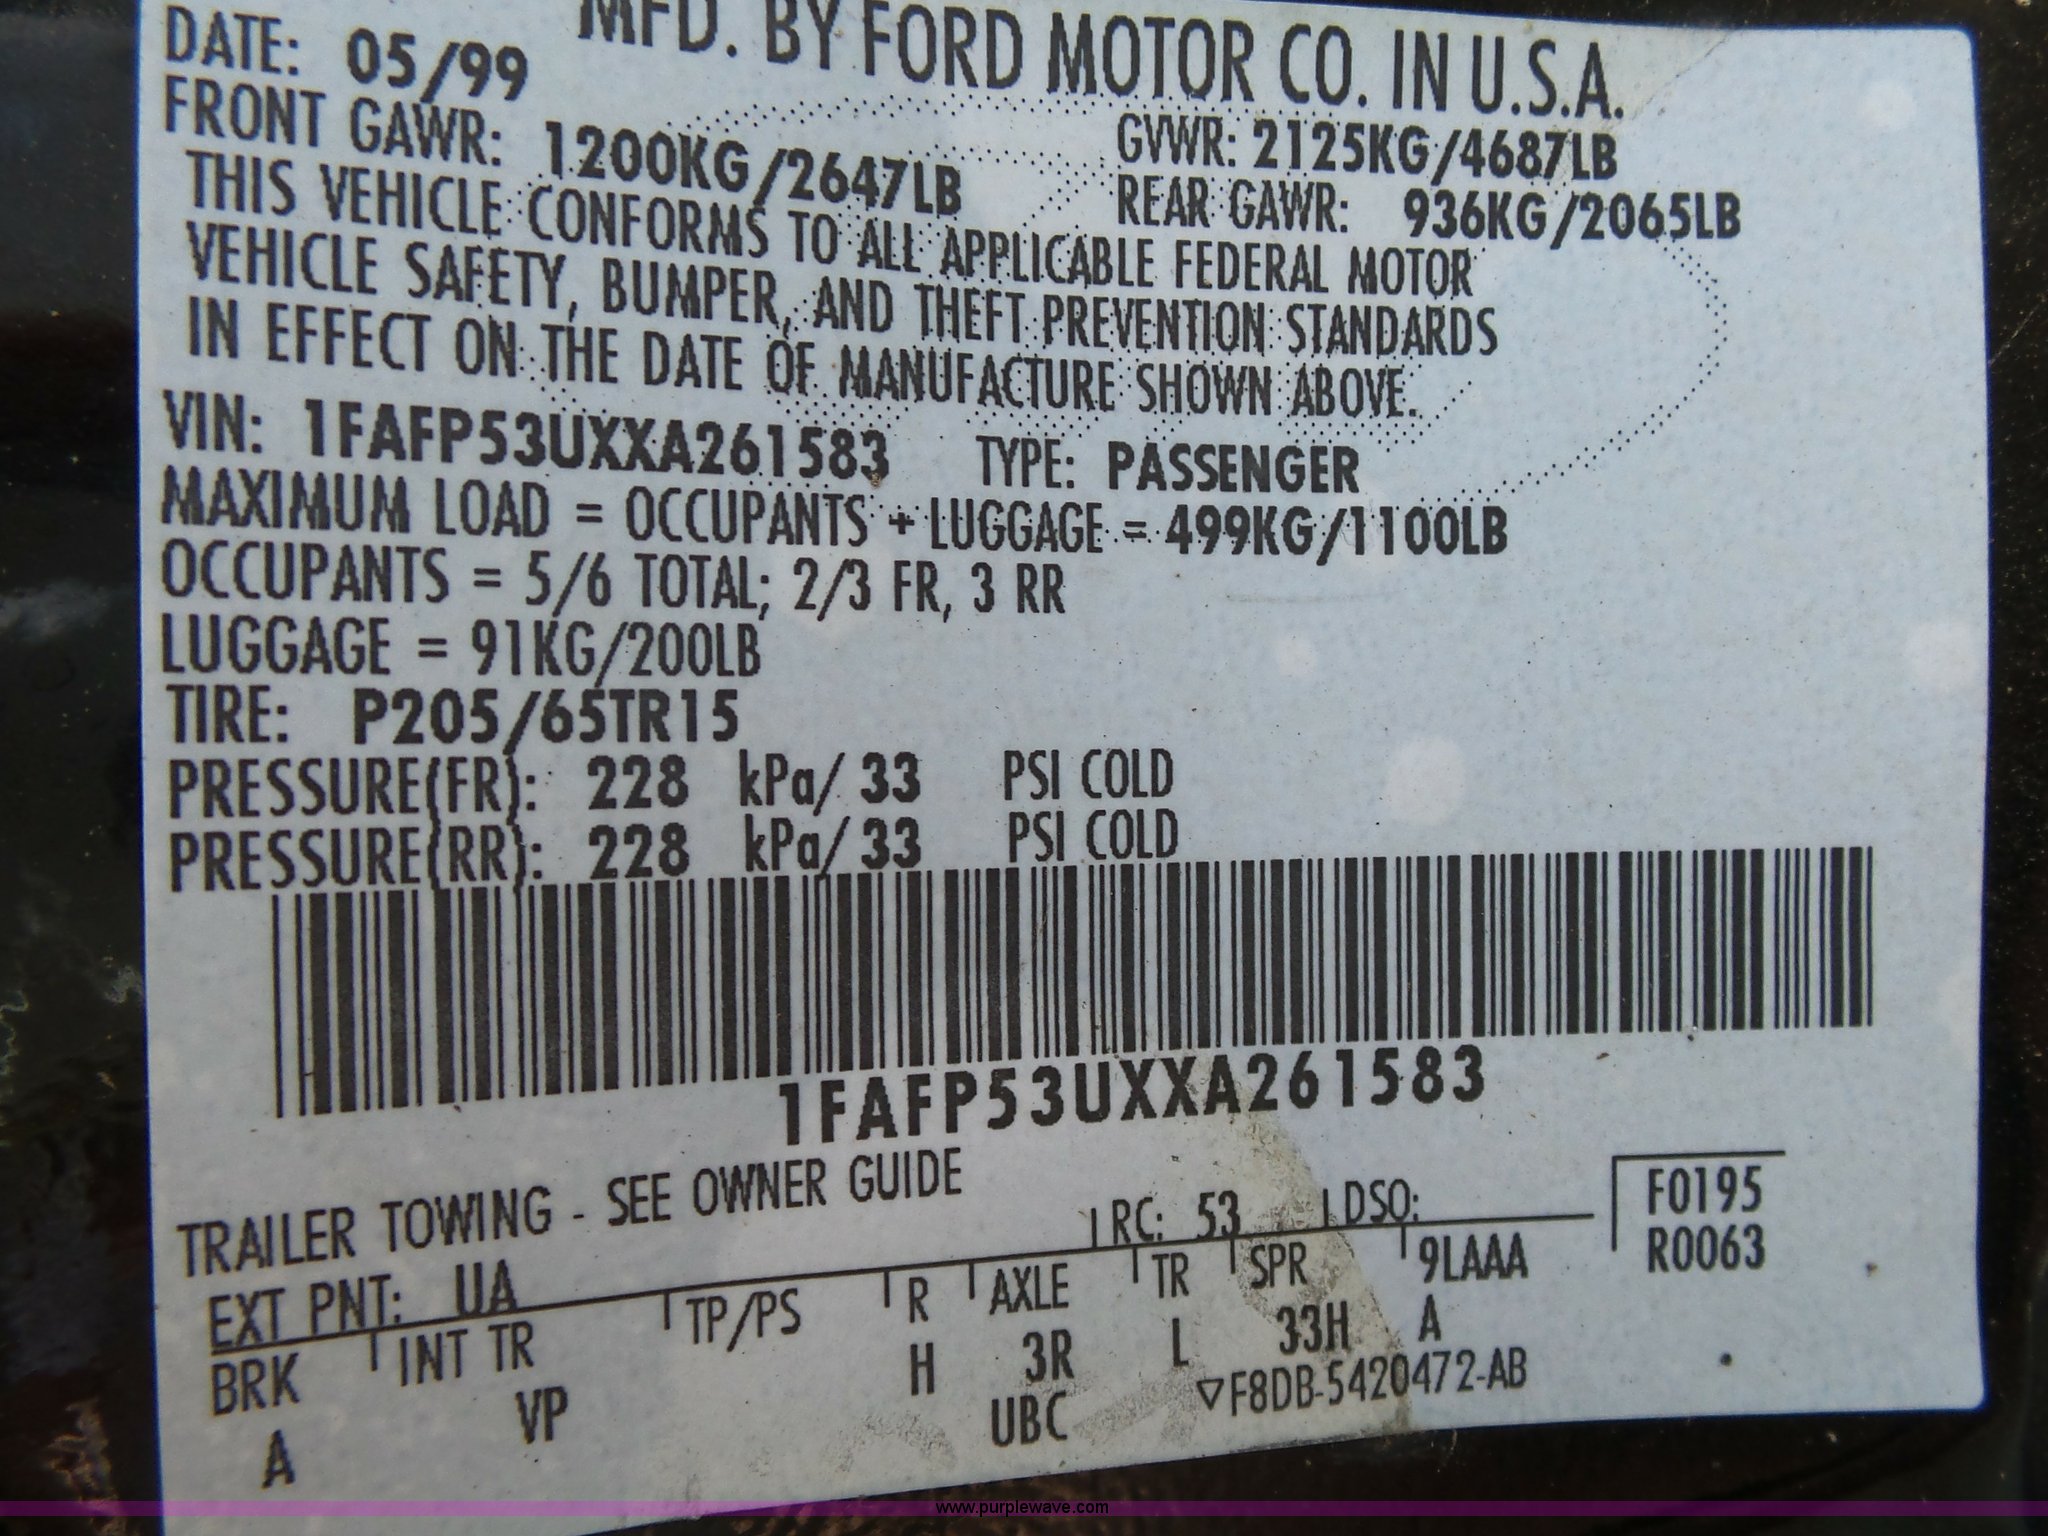 MFD. BY FORD MOTOR CO. IN U.S.A.
DATE: 05/99 GVWR: 2125KG/4687LB
FRONT GAWR: 1200KG/2647LB REAR GAWR: 936KG/2065LB
THIS VEHICLE CONFORMS TO ALL APPLICABLE FEDERAL MOTOR
VEHICLE SAFETY, BUMPER, AND THEFT PREVENTION STANDARDS
IN EFFECT ON THE DATE OF MANUFACTURE SHOWN ABOVE.
VIN: 1FAFP53UXXA261583 TYPE: PASSENGER
MAXIMUM LOAD = OCCUPANTS + LUGGAGE = 499KG/1100LB
OCCUPANTS = 5/6 TOTAL; 2/3 FR, 3 RR
LUGGAGE = 91KG/200LB
TIRE: P205/65TR15
PRESSURE(FR): 228 kPa/ 33 PSI COLD
PRESSURE(RR): 228 kPa/ 33 PSI COLD
1FAFP53UXXA261583
TRAILER TOWING - SEE OWNER GUIDE
F0195
R0063
EXT PNT: UA RC: 53 DSO:
BRK INT TR TP/PS R AXLE TR SPR 9LAAA
A VP H 3R L 33H A
UBC ▽F8DB-5420472-AB
www.purplewave.com